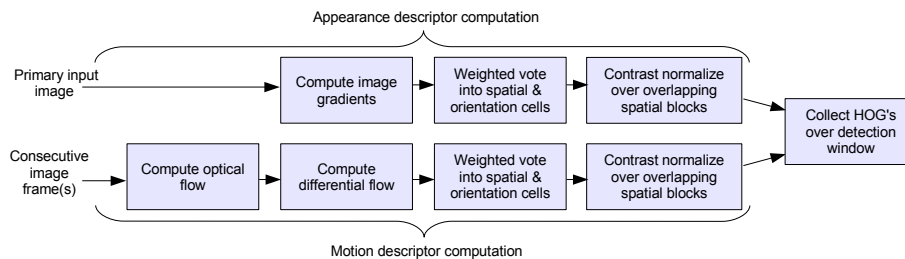 Appearance descriptor computation
Primary input
image
Compute image
gradients
Weighted vote
into spatial &
orientation cells
Contrast normalize
over overlapping
spatial blocks
Collect HOG's
over detection
window
Consecutive
image
frame(s)
Compute optical
flow
Compute
differential flow
Weighted vote
into spatial &
orientation cells
Contrast normalize
over overlapping
spatial blocks
Motion descriptor computation